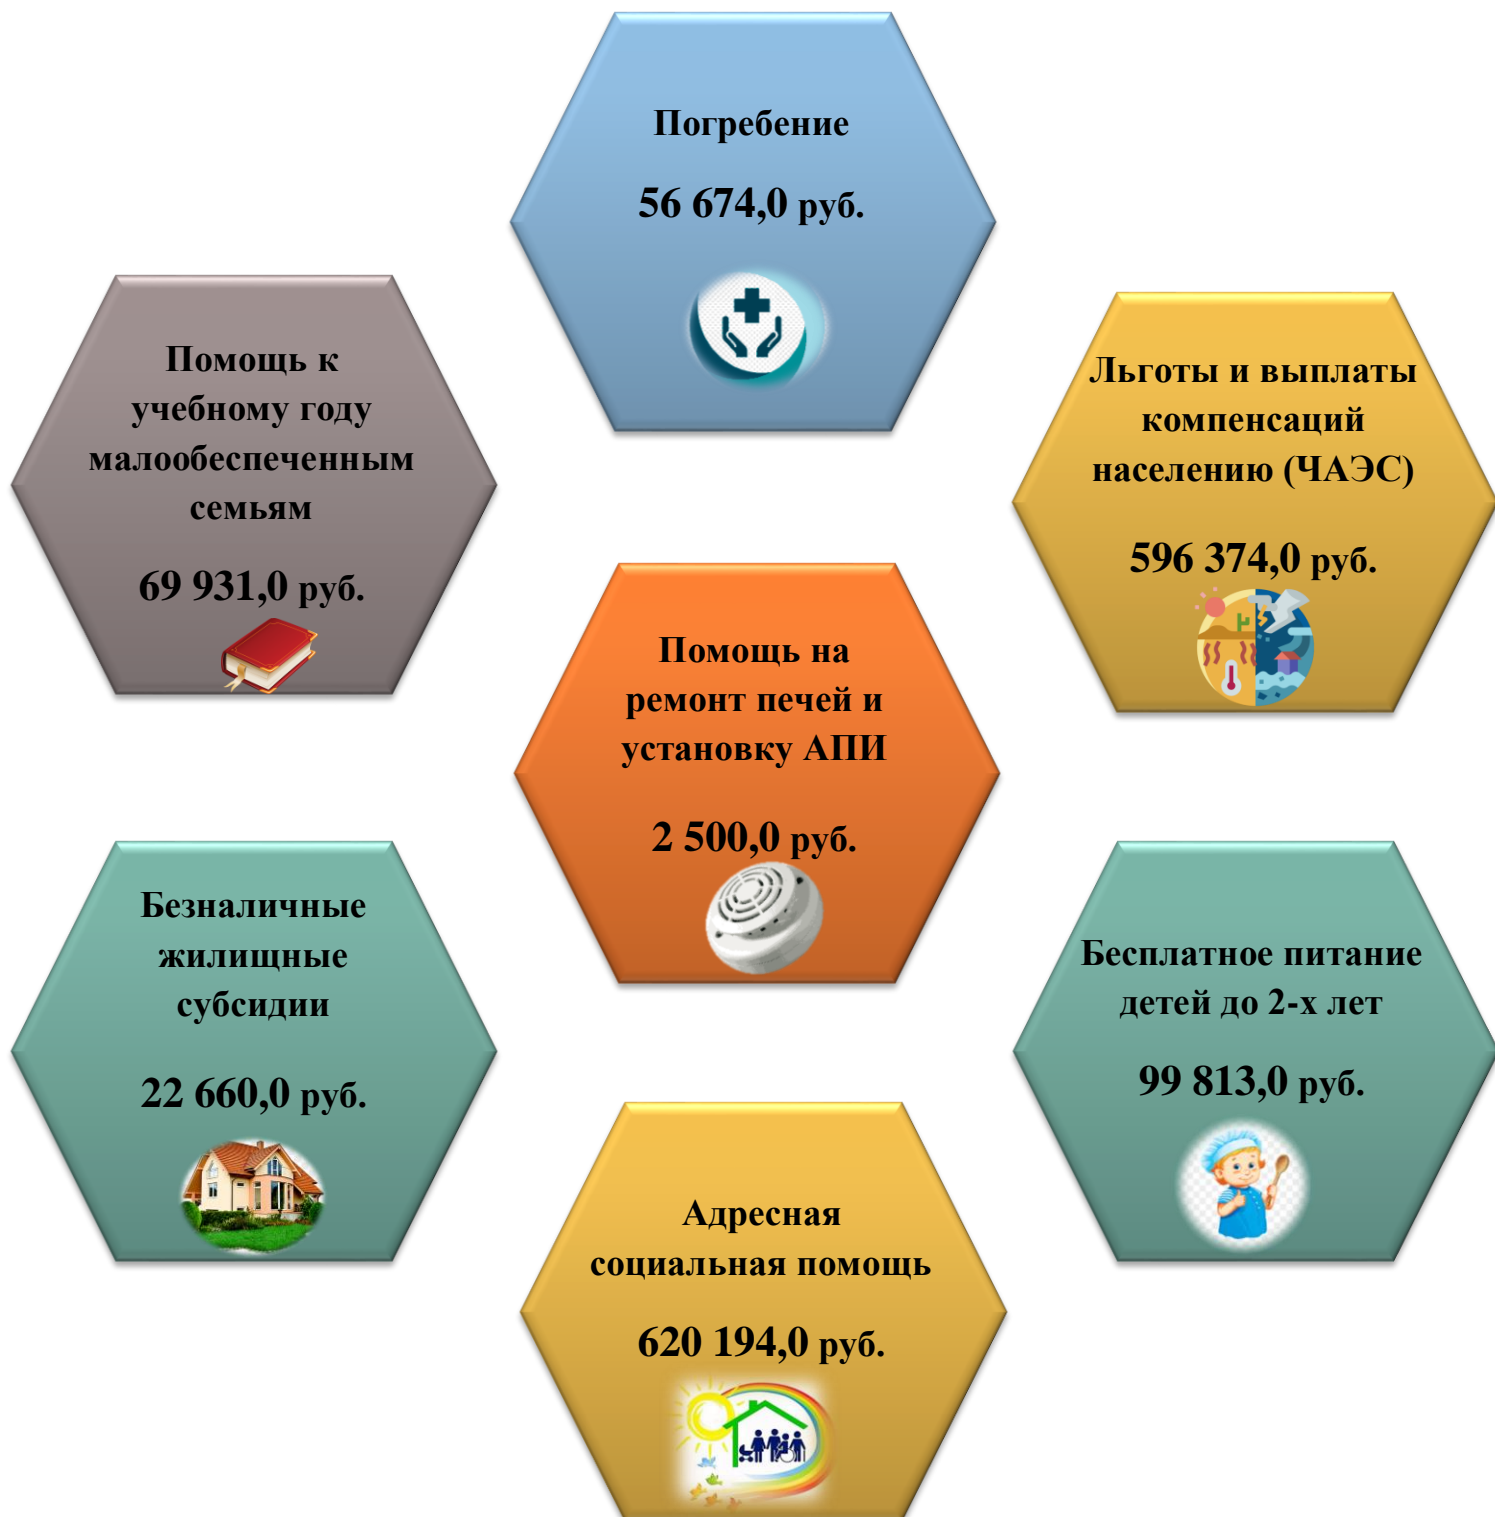 Погребение
56 674,0 руб.
Помощь к
учебному году
малообеспеченным
семьям
69 931,0 руб.
Льготы и выплаты
компенсаций
населению (ЧАЭС)
596 374,0 руб.
Помощь на
ремонт печей и
установку АПИ
2 500,0 руб.
Безналичные
жилищные
субсидии
22 660,0 руб.
Бесплатное питание
детей до 2-х лет
99 813,0 руб.
Адресная
социальная помощь
620 194,0 руб.